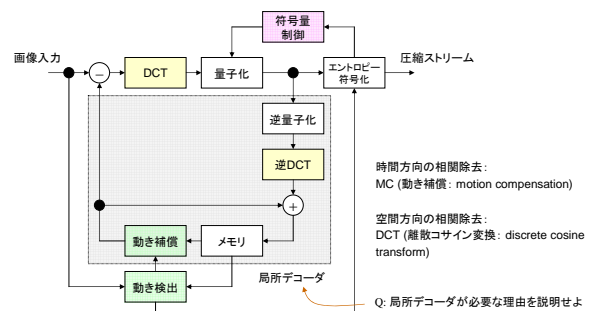 符号量
制御
画像入力
DCT
量子化
エントロピー
符号化
圧縮ストリーム
逆量子化
逆DCT
時間方向の相関除去：
MC (動き補償 : motion compensation)
空間方向の相関除去：
DCT (離散コサイン変換 : discrete cosine
transform)
動き補償
メモリ
動き検出
局所デコーダ
Q: 局所デコーダが必要な理由を説明せよ